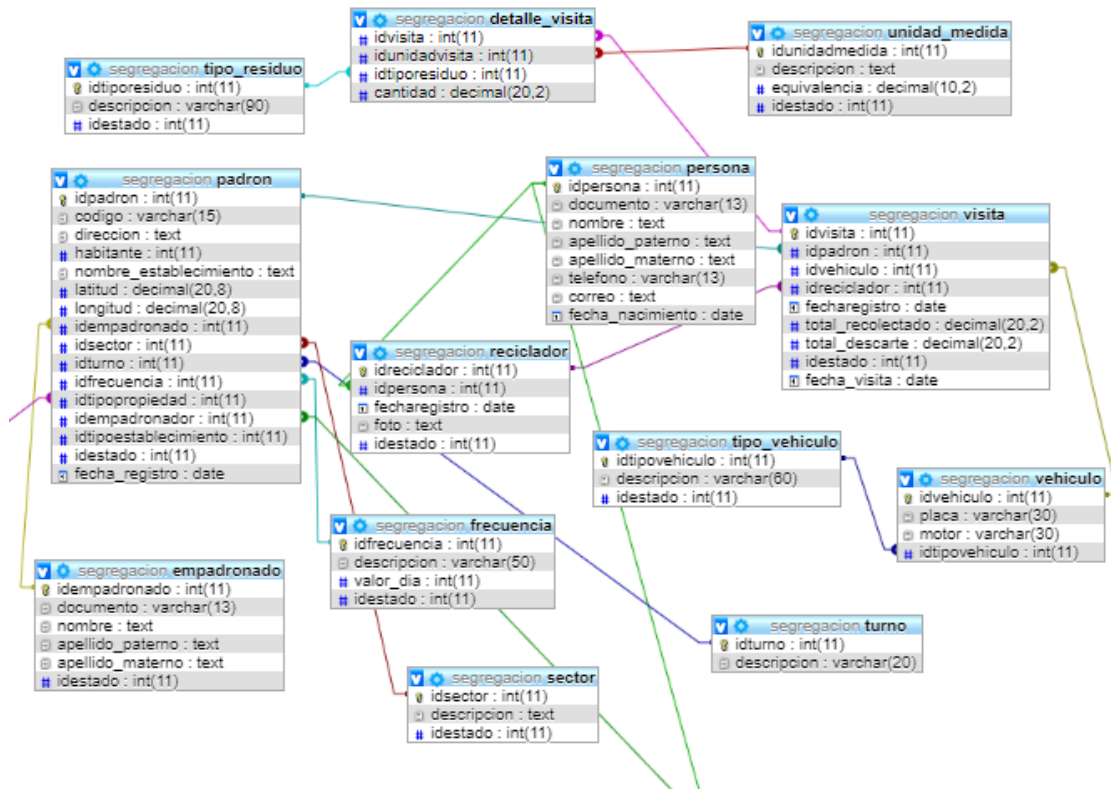 segregacion detalle_visita
idvisita : int(11)
idunidadvisita : int(11)
idtiporesiduo : int(11)
cantidad : decimal(20,2)
segregacion unidad_medida
idunidadmedida : int(11)
descripcion : text
equivalencia : decimal(10,2)
idestado : int(11)
segregacion tipo_residuo
idtiporesiduo : int(11)
descripcion : varchar(90)
idestado : int(11)
segregacion padron
idpadron : int(11)
codigo : varchar(15)
direccion : text
habitante : int(11)
nombre_establecimiento : text
latitud : decimal(20,8)
longitud : decimal(20,8)
idempadronado : int(11)
idsector : int(11)
idturno : int(11)
idfrecuencia : int(11)
idtipopropiedad : int(11)
idempadronador : int(11)
idtipoestablecimiento : int(11)
idestado : int(11)
fecha_registro : date
segregacion persona
idpersona : int(11)
documento : varchar(13)
nombre : text
apellido_paterno : text
apellido_materno : text
telefono : varchar(13)
correo : text
fecha_nacimiento : date
segregacion visita
idvisita : int(11)
idpadron : int(11)
idvehiculo : int(11)
idreciclador : int(11)
fecharegistro : date
total_recolectado : decimal(20,2)
total_descarte : decimal(20,2)
idestado : int(11)
fecha_visita : date
segregacion reciclador
idreciclador : int(11)
idpersona : int(11)
fecharegistro : date
foto : text
idestado : int(11)
segregacion tipo_vehiculo
idtipovehiculo : int(11)
descripcion : varchar(60)
idestado : int(11)
segregacion vehiculo
idvehiculo : int(11)
placa : varchar(30)
motor : varchar(30)
idtipovehiculo : int(11)
segregacion frecuencia
idfrecuencia : int(11)
descripcion : varchar(50)
valor_dia : int(11)
idestado : int(11)
segregacion empadronado
idempadronado : int(11)
documento : varchar(13)
nombre : text
apellido_paterno : text
apellido_materno : text
idestado : int(11)
segregacion turno
idturno : int(11)
descripcion : varchar(20)
segregacion sector
idsector : int(11)
descripcion : text
idestado : int(11)